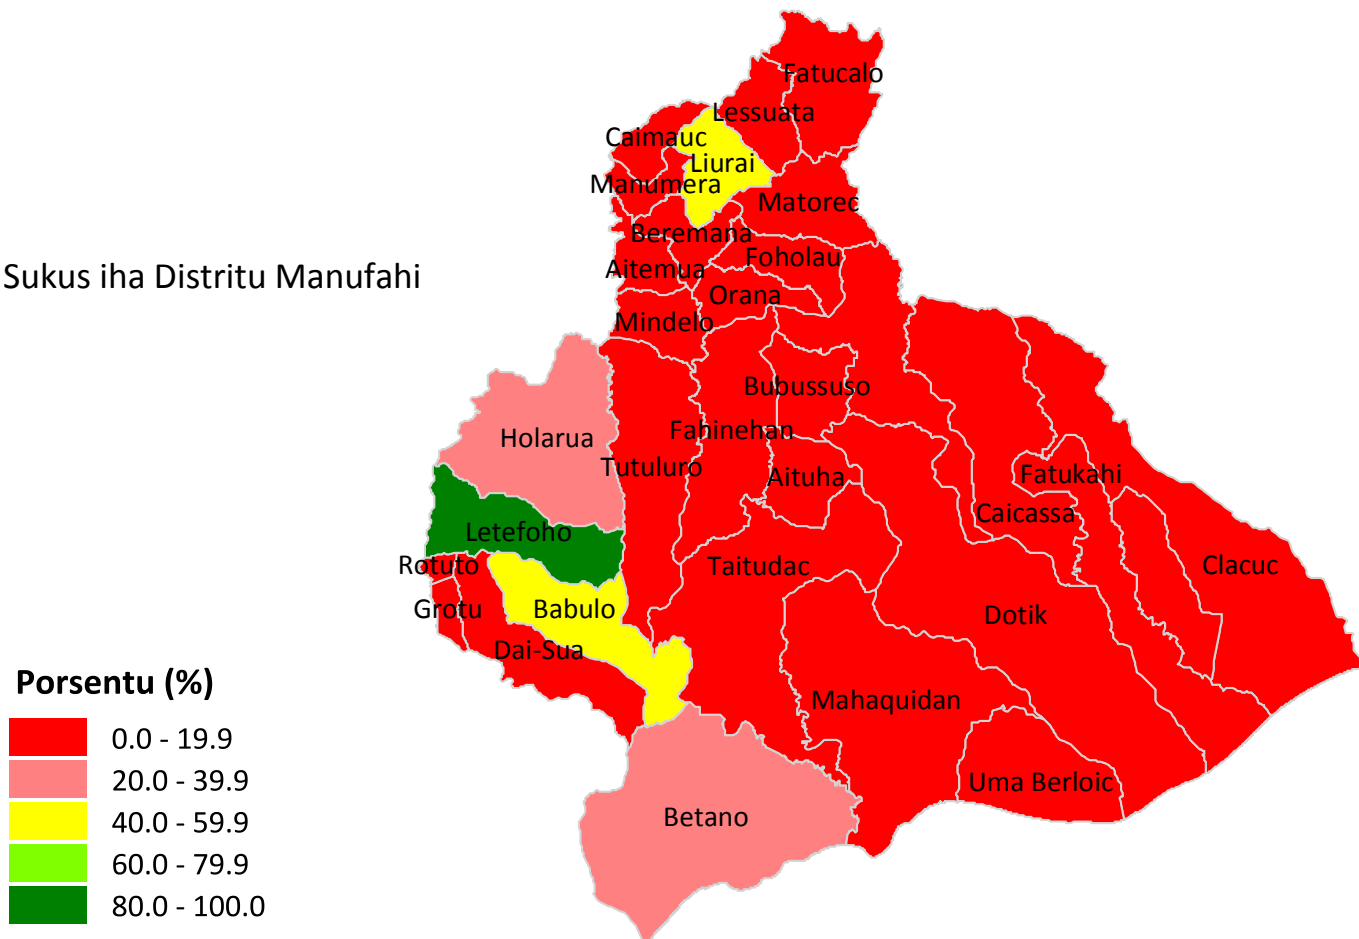 Fatucalo
Lessuata
Caimauc
Liurai
Manumera
Matorec
Beremana
Foholau
Aitemua
Sukus iha Distritu Manufahi
Orana
Mindelo
Bubussuso
Fahinehan
Holarua
Tutuluro
Aituha
Fatukahi
Caicassa
Letefoho
Rotuto
Taitudac
Clacuc
Grotu
Babulo
Dotik
Dai-Sua
Porsentu (%)
Mahaquidan
0.0 - 19.9
20.0 - 39.9
Uma Berloic
Betano
40.0 - 59.9
60.0 - 79.9
80.0 - 100.0